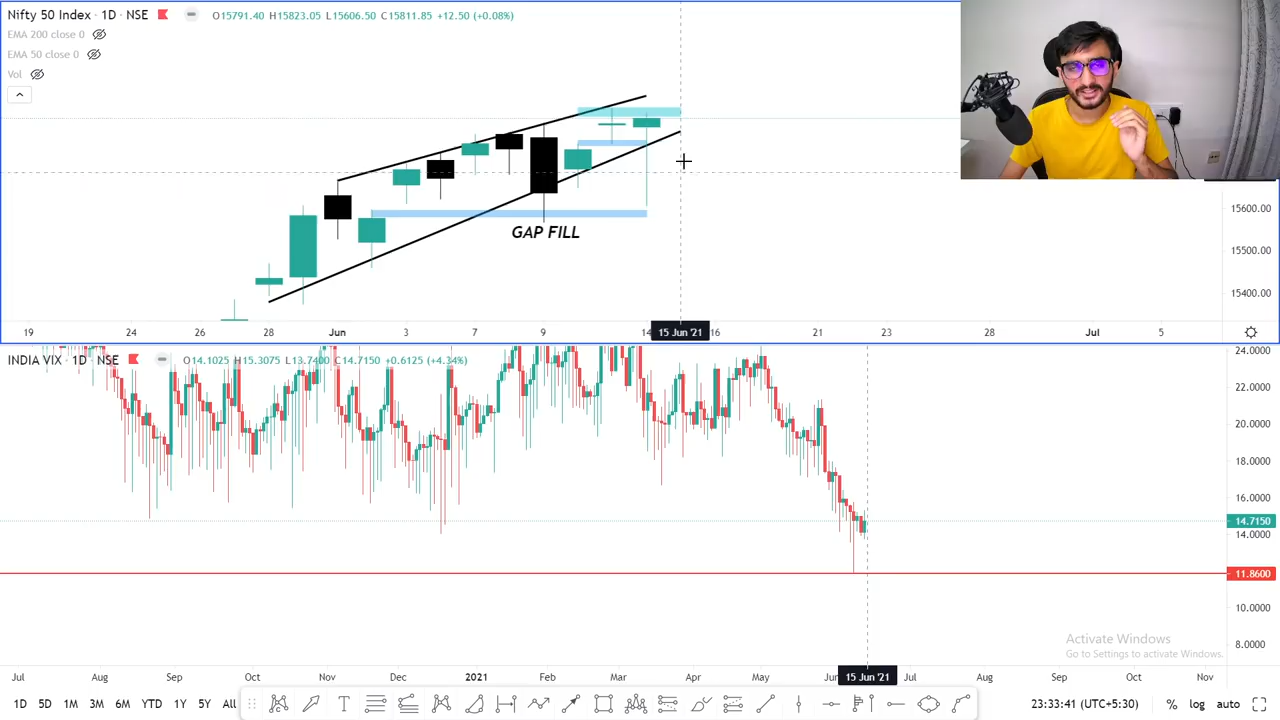 Nifty 50 Index · 1D · NSE O15791.40 H15823.05 L15606.50 C15811.85 +12.50 (+0.08%)
EMA 200 close 0
EMA 50 close 0
Vol
GAP FILL
15600.00
15500.00
15400.00
19 24 26 28 Jun 3 7 9 14 15 Jun '21 16 21 23 28 Jul 5
INDIA VIX · 1D · NSE O14.1025 H15.3075 L13.7400 C14.7150 +0.6125 (+4.34%)
24.0000
22.0000
20.0000
18.0000
16.0000
14.7150
14.0000
11.8600
10.0000
8.0000
Activate Windows
Go to Settings to activate Windows.
Jul Aug Sep Oct Nov Dec 2021 Feb Mar Apr May Jun 15 Jun '21 Jul Aug Sep Oct Nov
1D 5D 1M 3M 6M YTD 1Y 5Y All T 23:33:41 (UTC+5:30) % log auto